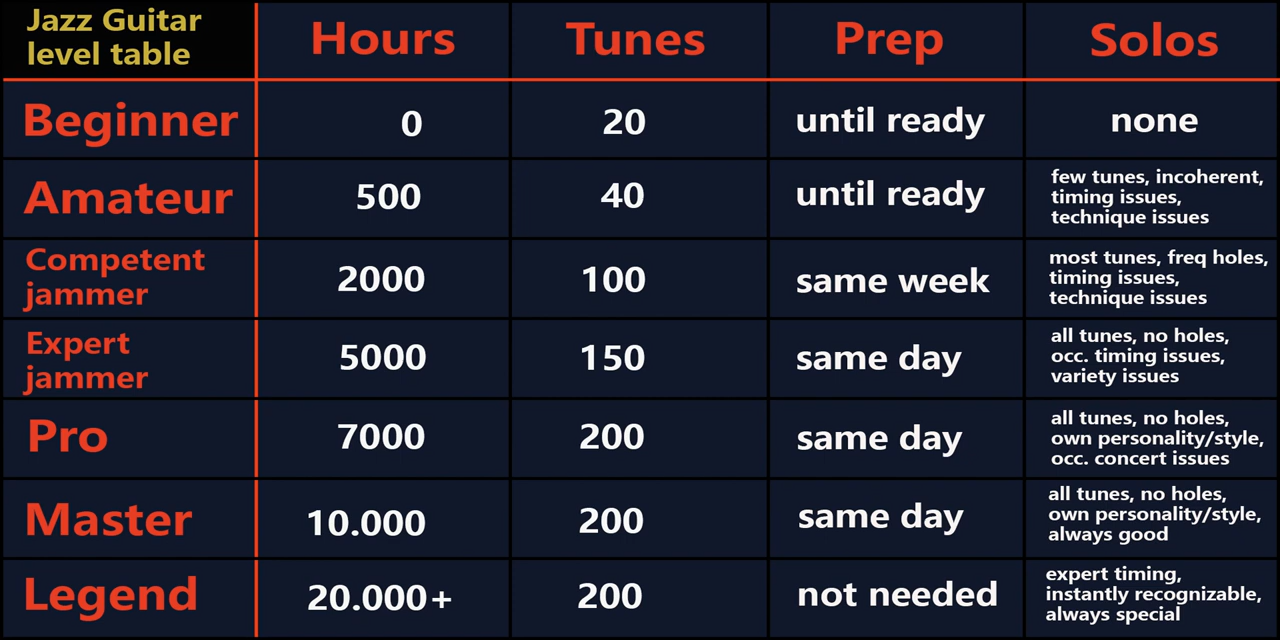 Jazz Guitar
level table
Hours
Tunes
Prep
Solos
Beginner
0
20
until ready
none
Amateur
500
40
until ready
few tunes, incoherent,
timing issues,
technique issues
Competent
jammer
2000
100
same week
most tunes, freq holes,
timing issues,
technique issues
Expert
jammer
5000
150
same day
all tunes, no holes,
occ. timing issues,
variety issues
Pro
7000
200
same day
all tunes, no holes,
own personality/style,
occ. concert issues
Master
10.000
200
same day
all tunes, no holes,
own personality/style,
always good
Legend
20.000+
200
not needed
expert timing,
instantly recognizable,
always special